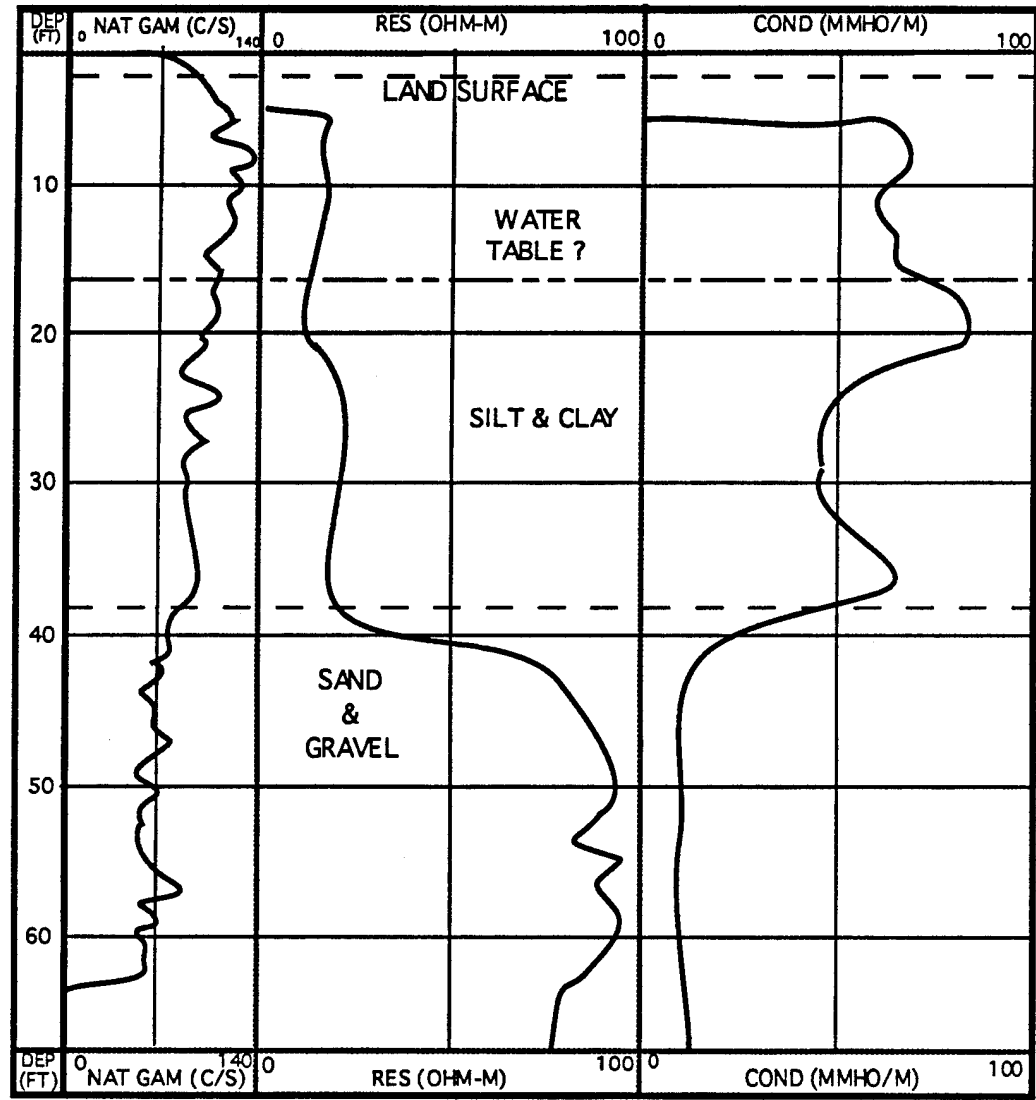 DEP
(FT)
NAT GAM (C/S)
0
140
RES (OHM-M)
0
100
COND (MMHO/M)
0
100
LAND SURFACE
10
WATER
TABLE ?
20
SILT & CLAY
30
40
SAND
&
GRAVEL
50
60
DEP
(FT)
0
140
NAT GAM (C/S)
0
100
RES (OHM-M)
0
100
COND (MMHO/M)